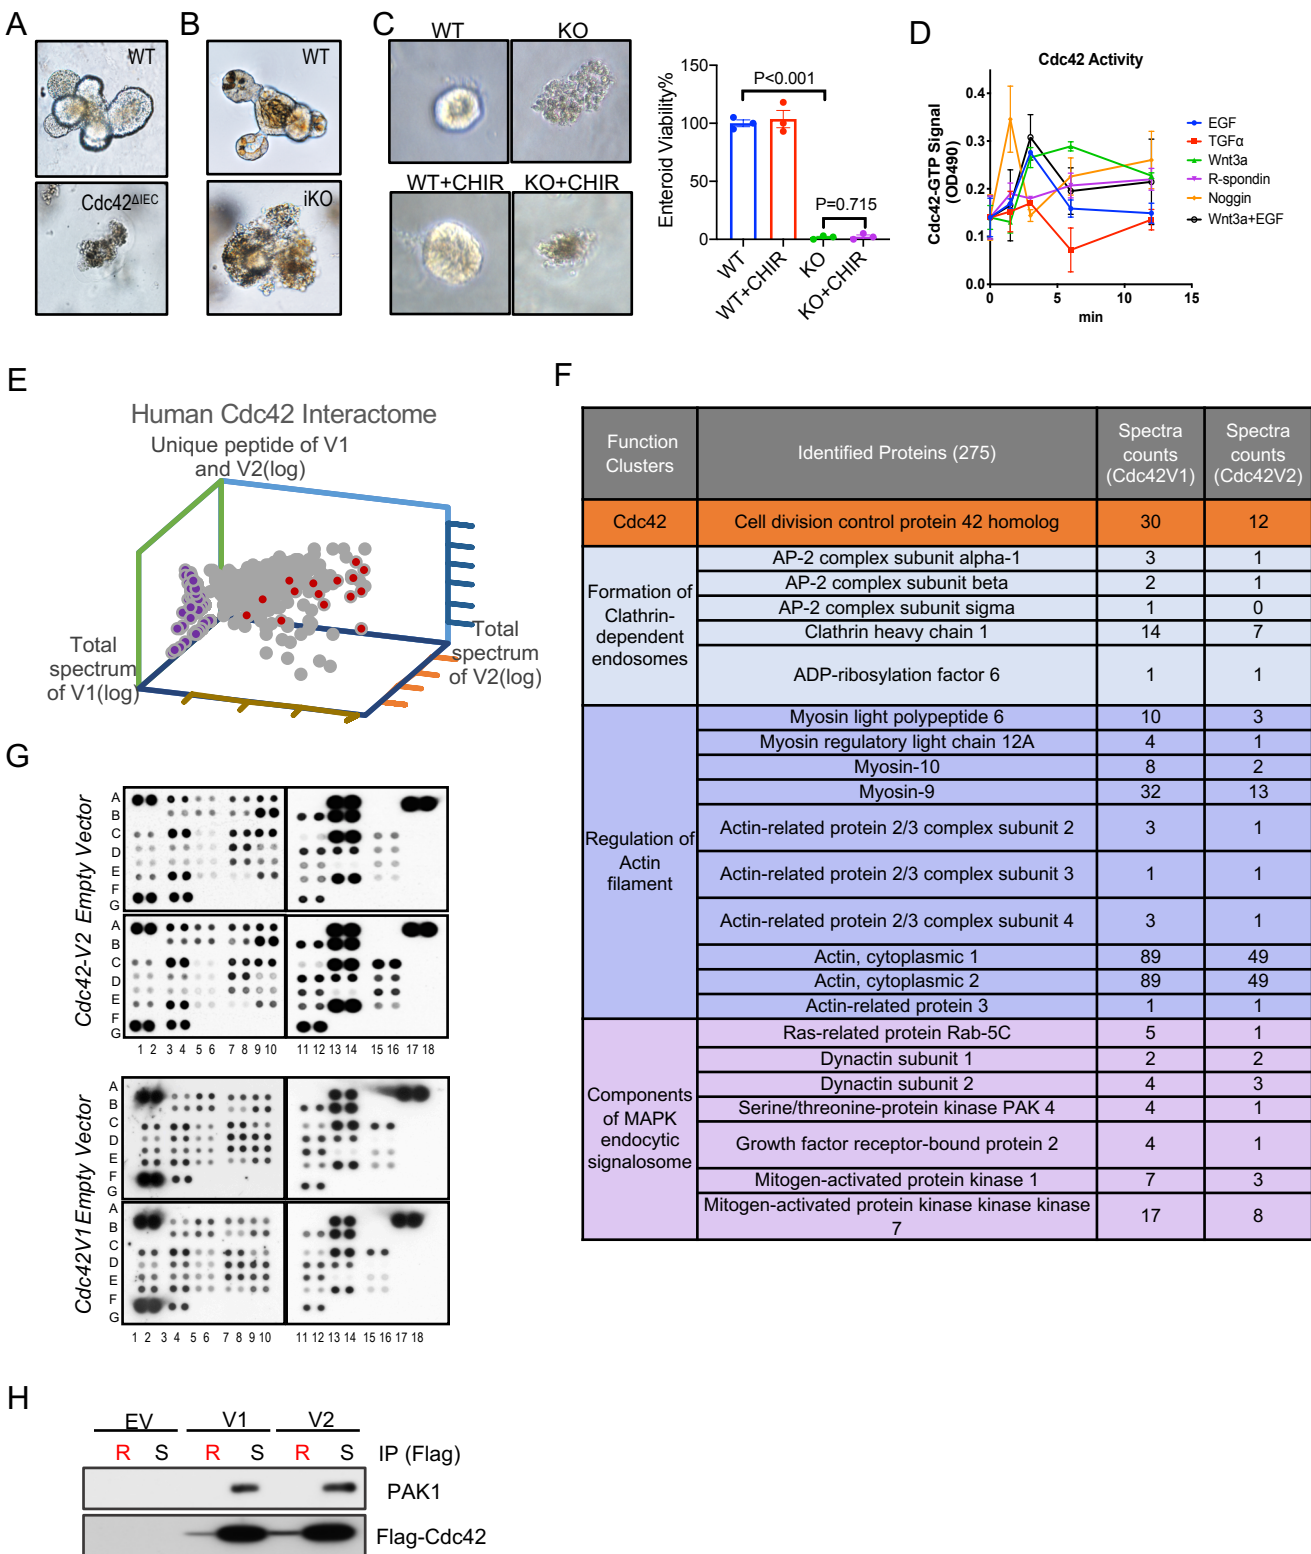 A
WT
Cdc42ΔIEC
B
WT
iKO
C
WT
KO
WT+CHIR
KO+CHIR
Enteroid Viability%
150
100
50
0
P<0.001
P=0.715
WT
WT+CHIR
KO
KO+CHIR
D
Cdc42 Activity
Cdc42-GTP Signal
(OD490)
0.4
0.3
0.2
0.1
0.0
0
5
10
15
min
EGF
TGFα
Wnt3a
R-spondin
Noggin
Wnt3a+EGF
E
Human Cdc42 Interactome
Unique peptide of V1
and V2(log)
Total
spectrum
of V1(log)
Total
spectrum
of V2(log)
F
Function
Clusters
Identified Proteins (275)
Spectra
counts
(Cdc42V1)
Spectra
counts
(Cdc42V2)
Cdc42
Cell division control protein 42 homolog
30
12
Formation of
Clathrin-
dependent
endosomes
AP-2 complex subunit alpha-1
3
1
AP-2 complex subunit beta
2
1
AP-2 complex subunit sigma
1
0
Clathrin heavy chain 1
14
7
ADP-ribosylation factor 6
1
1
Regulation of
Actin
filament
Myosin light polypeptide 6
10
3
Myosin regulatory light chain 12A
4
1
Myosin-10
8
2
Myosin-9
32
13
Actin-related protein 2/3 complex subunit 2
3
1
Actin-related protein 2/3 complex subunit 3
1
1
Actin-related protein 2/3 complex subunit 4
3
1
Actin, cytoplasmic 1
89
49
Actin, cytoplasmic 2
89
49
Actin-related protein 3
1
1
Components
of MAPK
endocytic
signalosome
Ras-related protein Rab-5C
5
1
Dynactin subunit 1
2
2
Dynactin subunit 2
4
3
Serine/threonine-protein kinase PAK 4
4
1
Growth factor receptor-bound protein 2
4
1
Mitogen-activated protein kinase 1
7
3
Mitogen-activated protein kinase kinase kinase
7
17
8
G
Empty Vector
A
B
C
D
E
F
G
Cdc42-V2
A
B
C
D
E
F
G
1 2 3 4 5 6 7 8 9 10 11 12 13 14 15 16 17 18
Empty Vector
A
B
C
D
E
F
G
Cdc42V1
A
B
C
D
E
F
G
1 2 3 4 5 6 7 8 9 10 11 12 13 14 15 16 17 18
H
EV V1 V2
R S R S R S IP (Flag)
PAK1
Flag-Cdc42